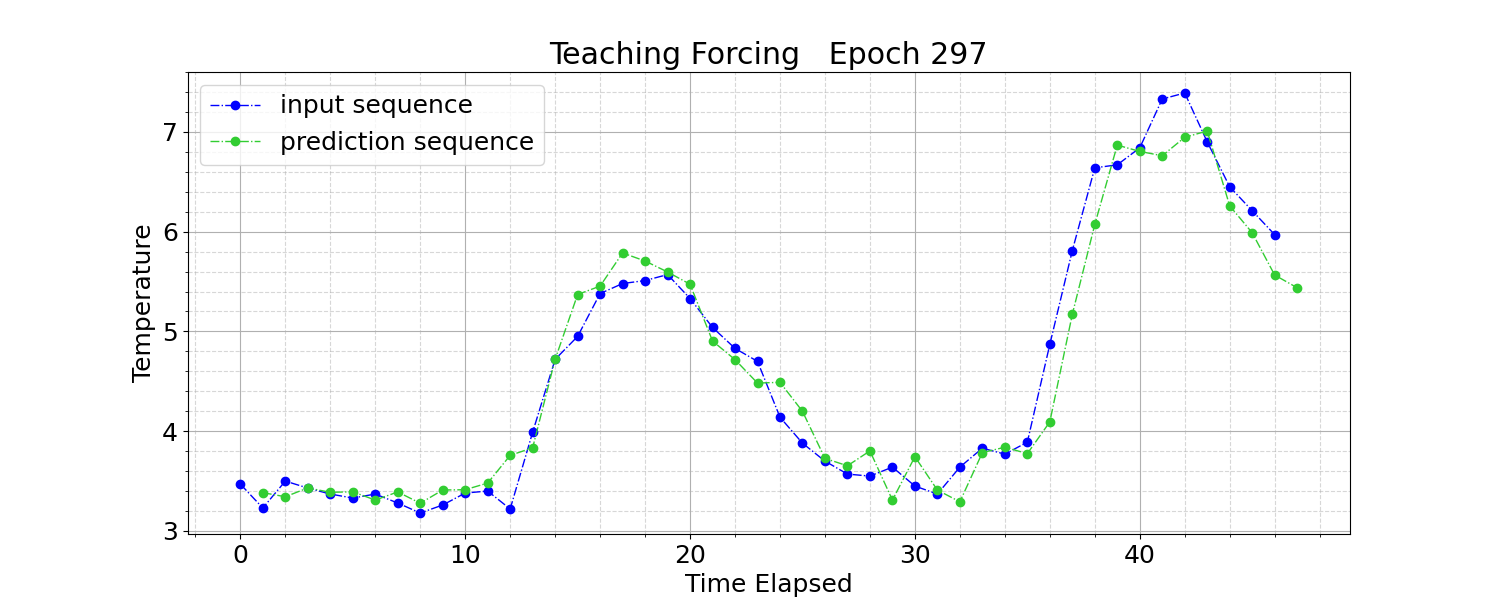 Teaching Forcing   Epoch 297
input sequence
prediction sequence
Temperature
7
6
5
4
3
0 10 20 30 40
Time Elapsed